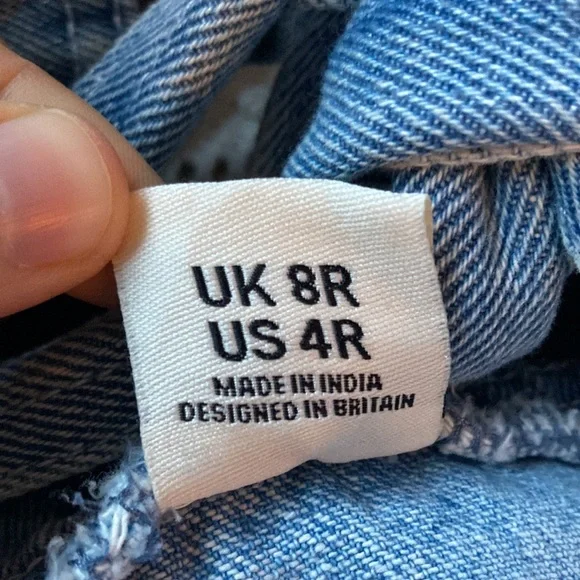 UK 8R
US 4R
MADE IN INDIA
DESIGNED IN BRITAIN